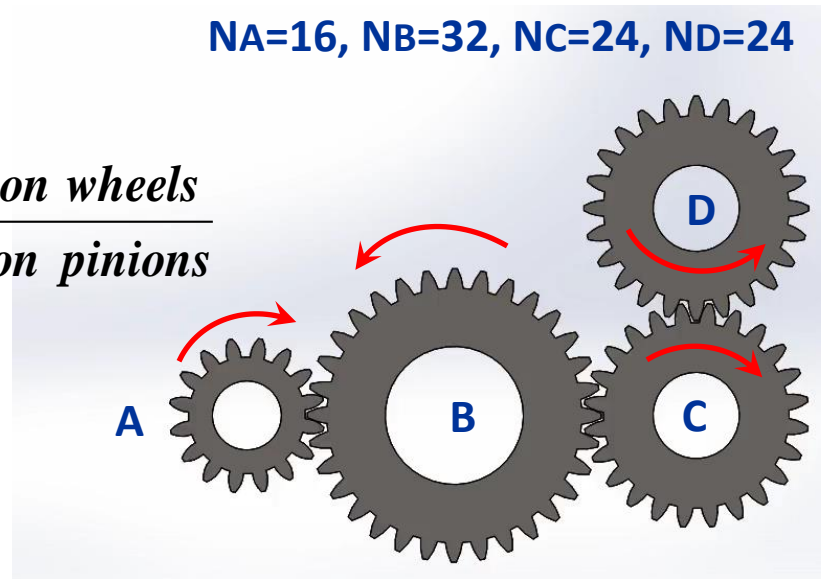 NA=16, NB=32, NC=24, ND=24
on wheels
on pinions
D
A
B
C